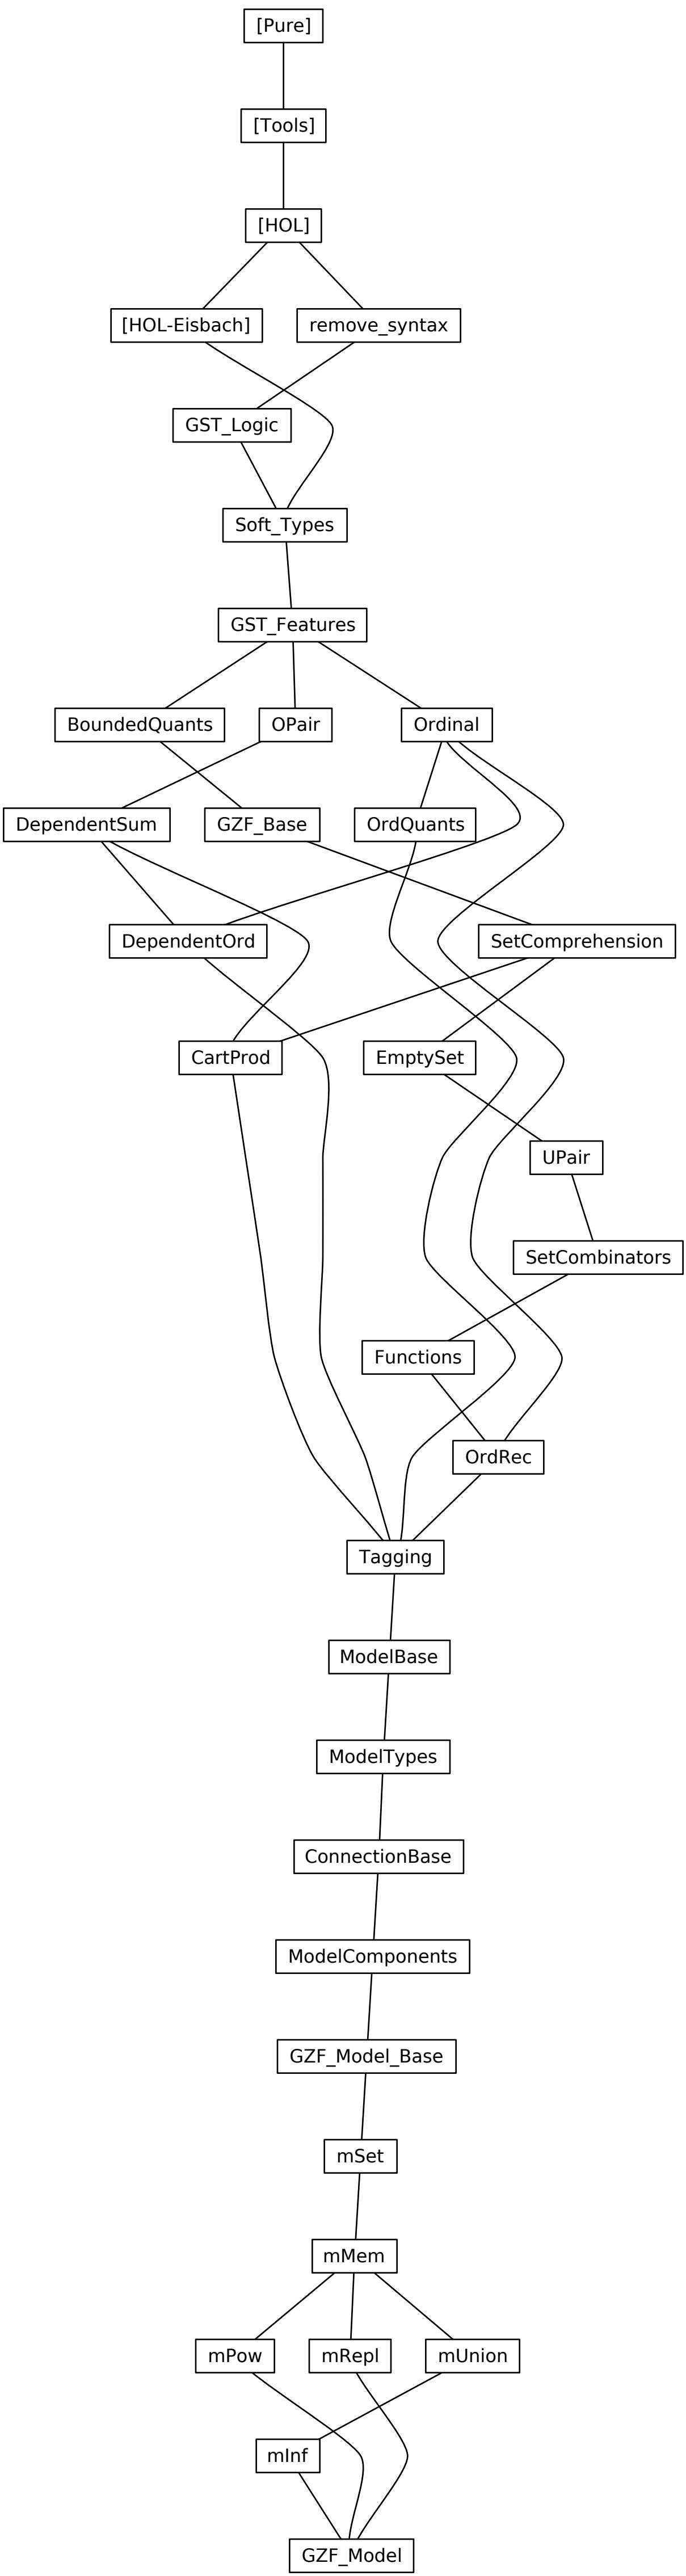 [Pure]
[Tools]
[HOL]
[HOL-Eisbach]
remove_syntax
GST_Logic
Soft_Types
GST_Features
BoundedQuants
OPair
Ordinal
DependentSum
GZF_Base
OrdQuants
DependentOrd
SetComprehension
CartProd
EmptySet
UPair
SetCombinators
Functions
OrdRec
Tagging
ModelBase
ModelTypes
ConnectionBase
ModelComponents
GZF_Model_Base
mSet
mMem
mPow
mRepl
mUnion
mInf
GZF_Model